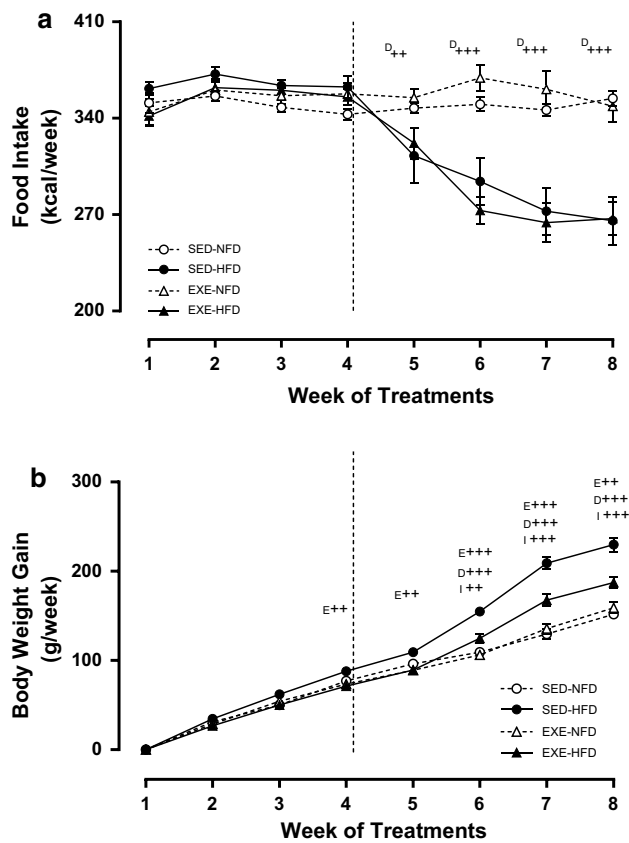 a
410
340
270
200
Food Intake
(kcal/week)
D++
D+++
D+++
D+++
SED-NFD
SED-HFD
EXE-NFD
EXE-HFD
1 2 3 4 5 6 7 8
Week of Treatments
b
300
200
100
0
Body Weight Gain
(g/week)
E++
E++
E+++
D+++
I ++
E+++
D+++
I +++
E++
D+++
I +++
SED-NFD
SED-HFD
EXE-NFD
EXE-HFD
1 2 3 4 5 6 7 8
Week of Treatments